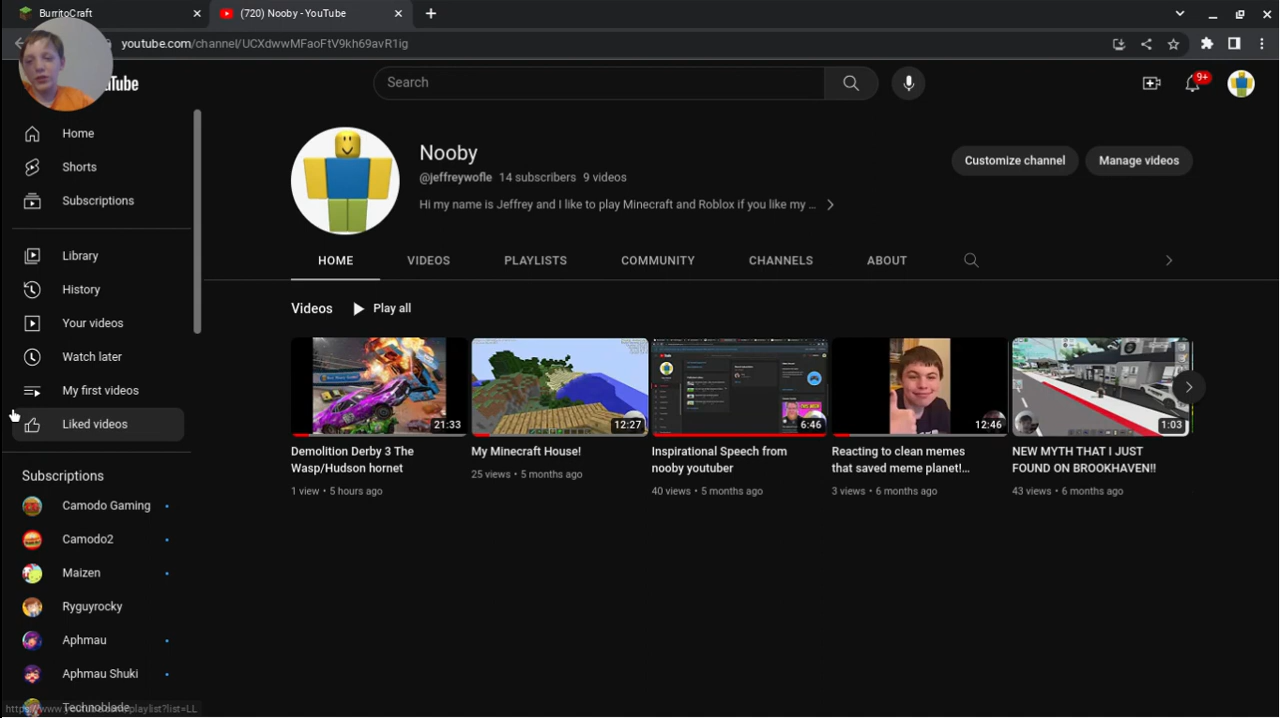 BurritoCraft
(720) Nooby - YouTube
youtube.com/channel/UCXdwwMFaoFtV9kh69avR1ig
Search
9+
Home
Shorts
Subscriptions
Library
History
Your videos
Watch later
My first videos
Liked videos
Subscriptions
Camodo Gaming
Camodo2
Maizen
Ryguyrocky
Aphmau
Aphmau Shuki
Technoblade
https://www.youtube.com/playlist?list=LL
Nooby
@jeffreywofle 14 subscribers 9 videos
Hi my name is Jeffrey and I like to play Minecraft and Roblox if you like my ...
Customize channel
Manage videos
HOME VIDEOS PLAYLISTS COMMUNITY CHANNELS ABOUT
Videos Play all
21:33
Demolition Derby 3 The
Wasp/Hudson hornet
1 view • 5 hours ago
12:27
My Minecraft House!
25 views • 5 months ago
6:46
Inspirational Speech from
nooby youtuber
40 views • 5 months ago
12:46
Reacting to clean memes
that saved meme planet!...
3 views • 6 months ago
1:03
NEW MYTH THAT I JUST
FOUND ON BROOKHAVEN!!
43 views • 6 months ago